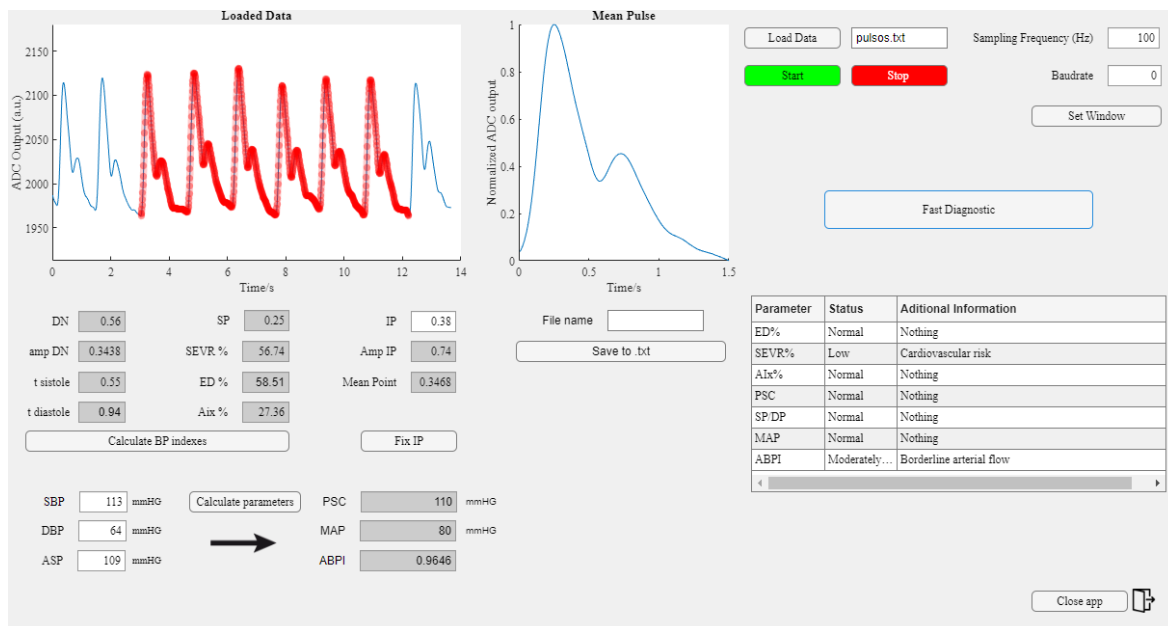 Loaded Data
2150
2100
2050
2000
1950
ADC Output (a.u.)
0 2 4 6 8 10 12 14
Time/s
Mean Pulse
1
0.8
0.6
0.4
0.2
0
Normalized ADC output
0 0.5 1 1.5
Time/s
Load Data pulsos.txt Sampling Frequency (Hz) 100
Start Stop Baudrate 0
Set Window
Fast Diagnostic
DN 0.56 SP 0.25 IP 0.38
amp DN 0.3438 SEVR % 56.74 Amp IP 0.74
t sistole 0.55 ED % 58.51 Mean Point 0.3468
t diastole 0.94 Aix % 27.36
Calculate BP indexes Fix IP
File name
Save to .txt
Parameter Status Aditional Information
ED% Normal Nothing
SEVR% Low Cardiovascular risk
AIx% Normal Nothing
PSC Normal Nothing
SP/DP Normal Nothing
MAP Normal Nothing
ABPI Moderately... Borderline arterial flow
SBP 113 mmHG Calculate parameters PSC 110 mmHG
DBP 64 mmHG MAP 80 mmHG
ASP 109 mmHG ABPI 0.9646
Close app